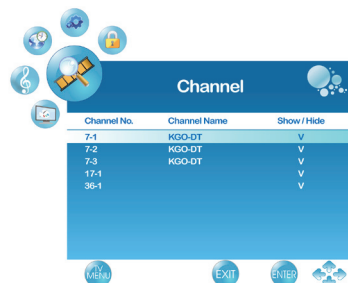 Channel
Channel No. Channel Name Show / Hide
7-1 KGO-DT V
7-2 KGO-DT V
7-3 KGO-DT V
17-1 V
36-1 V
TV MENU EXIT ENTER